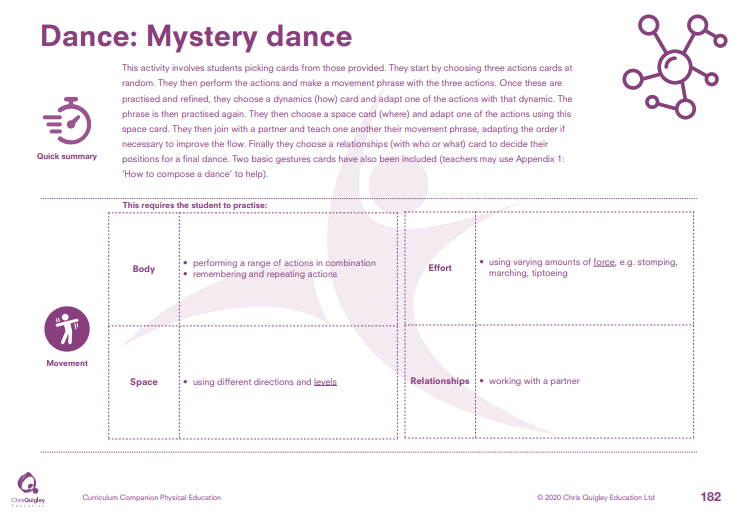 Dance: Mystery dance
This activity involves students picking cards from those provided. They start by choosing three actions cards at
random. They then perform the actions and make a movement phrase with the three actions. Once these are
practised and refined, they choose a dynamics (how) card and adapt one of the actions with that dynamic. The
phrase is then practised again. They then choose a space card (where) and adapt one of the actions using this
space card. They then join with a partner and teach one another their movement phrase, adapting the order if
necessary to improve the flow. Finally they choose a relationships (with who or what) card to decide their
positions for a final dance. Two basic gestures cards have also been included (teachers may use Appendix 1:
‘How to compose a dance’ to help).
Quick summary
This requires the student to practise:
Body
• performing a range of actions in combination
• remembering and repeating actions
Effort
• using varying amounts of force, e.g. stomping,
marching, tiptoeing
Movement
Space
• using different directions and levels
Relationships
• working with a partner
ChrisQuigley
Education
Curriculum Companion Physical Education
© 2020 Chris Quigley Education Ltd
182